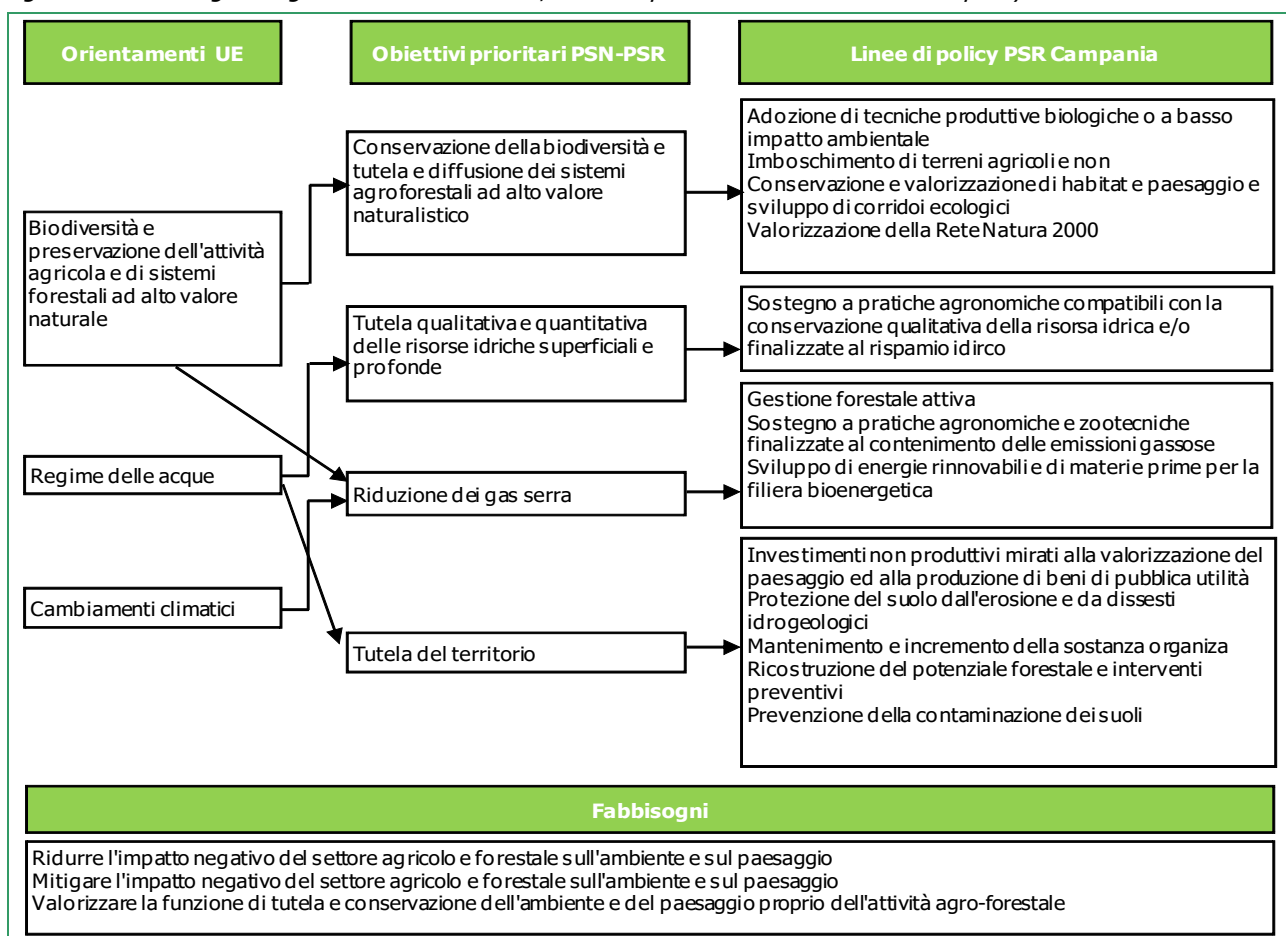 Orientamenti UE
Obiettivi prioritari PSN-PSR
Linee di policy PSR Campania
Biodiversità e
preservazione dell'attività
agricola e di sistemi
forestali ad alto valore
naturale
Regime delle acque
Cambiamenti climatici
Conservazione della biodiversità e
tutela e diffusione dei sistemi
agroforestali ad alto valore
naturalistico
Tutela qualitativa e quantitativa
delle risorse idriche superficiali e
profonde
Riduzione dei gas serra
Tutela del territorio
Adozione di tecniche produttive biologiche o a basso
impatto ambientale
Imboschimento di terreni agricoli e non
Conservazione e valorizzazione di habitat e paesaggio e
sviluppo di corridoi ecologici
Valorizzazione della Rete Natura 2000
Sostegno a pratiche agronomiche compatibili con la
conservazione qualitativa della risorsa idrica e/o
finalizzate al rispamio idirco
Gestione forestale attiva
Sostegno a pratiche agronomiche e zootecniche
finalizzate al contenimento delle emissioni gassose
Sviluppo di energie rinnovabili e di materie prime per la
filiera bioenergetica
Investimenti non produttivi mirati alla valorizzazione del
paesaggio ed alla produzione di beni di pubblica utilità
Protezione del suolo dall'erosione e da dissesti
idrogeologici
Mantenimento e incremento della sostanza organiza
Ricostruzione del potenziale forestale e interventi
preventivi
Prevenzione della contaminazione dei suoli
Fabbisogni
Ridurre l'impatto negativo del settore agricolo e forestale sull'ambiente e sul paesaggio
Mitigare l'impatto negativo del settore agricolo e forestale sull'ambiente e sul paesaggio
Valorizzare la funzione di tutela e conservazione dell'ambiente e del paesaggio proprio dell'attività agro-forestale